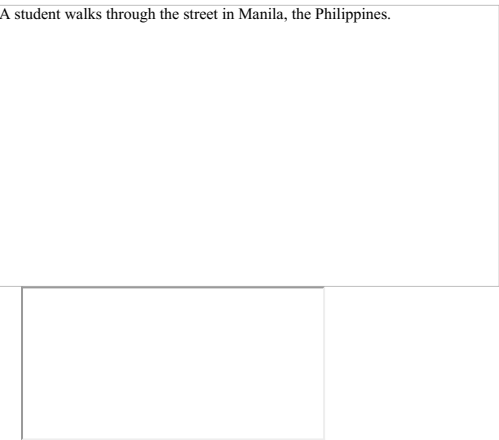 A student walks through the street in Manila, the Philippines.